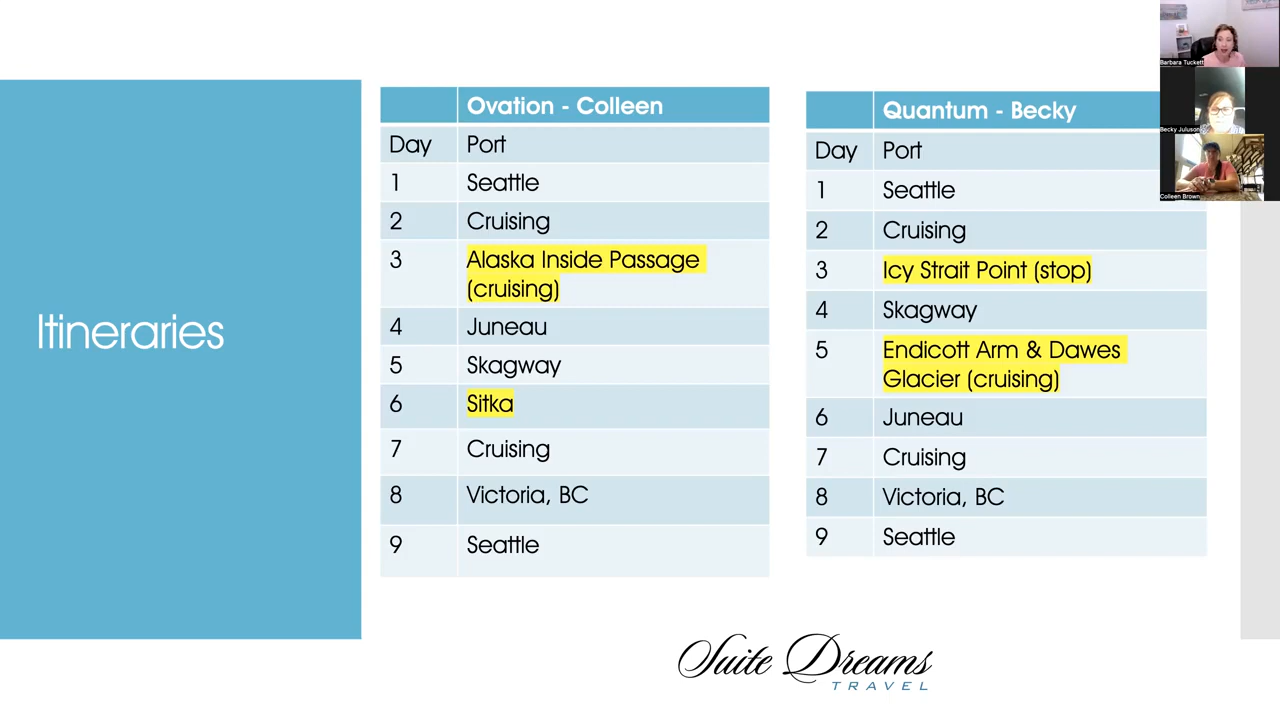 Itineraries
Ovation - Colleen
Day Port
1 Seattle
2 Cruising
3 Alaska Inside Passage
(cruising)
4 Juneau
5 Skagway
6 Sitka
7 Cruising
8 Victoria, BC
9 Seattle
Quantum - Becky
Day Port
1 Seattle
2 Cruising
3 Icy Strait Point (stop)
4 Skagway
5 Endicott Arm & Dawes
Glacier (cruising)
6 Juneau
7 Cruising
8 Victoria, BC
9 Seattle
Barbara Tuckett
Becky Juluson
Colleen Brown
Suite Dreams
TRAVEL